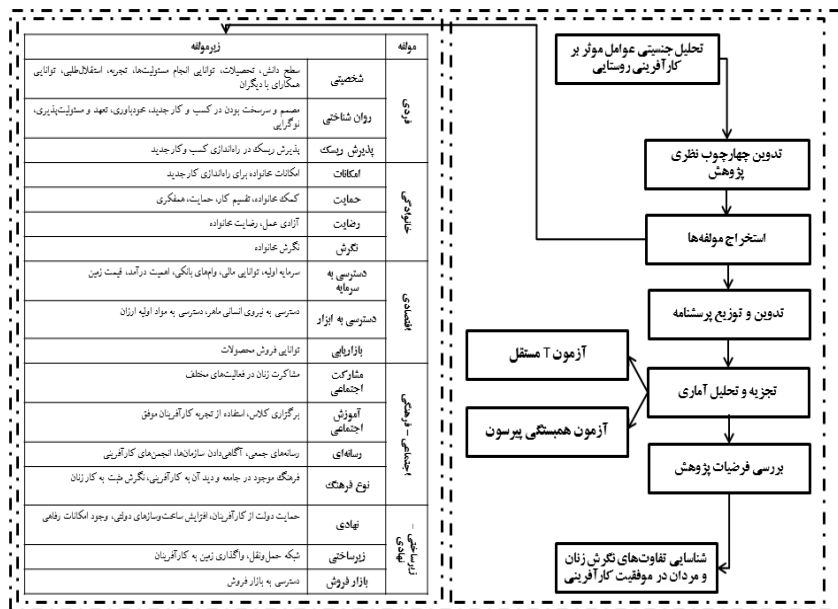 تحلیل جنسیتی عوامل موثر بر
کارآفرینی روستایی
تدوین چهارچوب نظری
پژوهش
استخراج مولفه‌ها
تدوین و توزیع پرسشنامه
تجزیه و تحلیل آماری
آزمون T مستقل
آزمون همبستگی پیرسون
بررسی فرضیات پژوهش
شناسایی تفاوت‌های نگرش زنان
و مردان در موفقیت کارآفرینی
مولفه
زیرمولفه
فردی
شخصیتی
سطح دانش، تحصیلات، توانایی انجام مسئولیت‌ها، تجربه، استقلال‌طلبی، توانایی
همکارای با دیگران
روان شناختی
مصمم و سرسخت بودن در کسب و کار جدید، خودباوری، تعهد و مسئولیت‌پذیری،
نوگرایی
پذیرش ریسک
پذیرش ریسک در راه‌اندازی کسب وکار جدید
خانوادگی
امکانات
امکانات خانواده برای راه‌اندازی کار جدید
حمایت
کمک خانواده، تقسیم کار، حمایت، همفکری
رضایت
آزادی عمل، رضایت خانواده
نگرش
نگرش خانواده
اقتصادی
دسترسی به
سرمایه
سرمایه اولیه، توانایی مالی، وام‌های بانکی، اهمیت درآمد، قیمت زمین
دسترسی به ابزار
دسترسی به نیروی انسانی ماهر، دسترسی به مواد اولیه ارزان
بازاریابی
توانایی فروش محصولات
اجتماعی - فرهنگی
مشارکت
اجتماعی
مشاکرت زنان در فعالیت‌های مختلف
آموزش
اجتماعی
برگزاری کلاس، استفاده از تجربه کارآفرینان موفق
رسانه‌ای
رسانه‌های جمعی، آگاهی‌دادن سازمان‌ها، انجمن‌های کارآفرینی
نوع فرهنگ
فرهنگ موجود در جامعه و دید آن به کارآفرینی، نگرش مثبت به کار زنان
زیرساختی –
نهادی
نهادی
حمایت دولت از کارآفرینان، افزایش ساخت‌وسازهای دولتی، وجود امکانات رفاهی
زیرساختی
شبکه حمل‌ونقل، واگذاری زمین به کارآفرینان
بازار فروش
دسترسی به بازار فروش